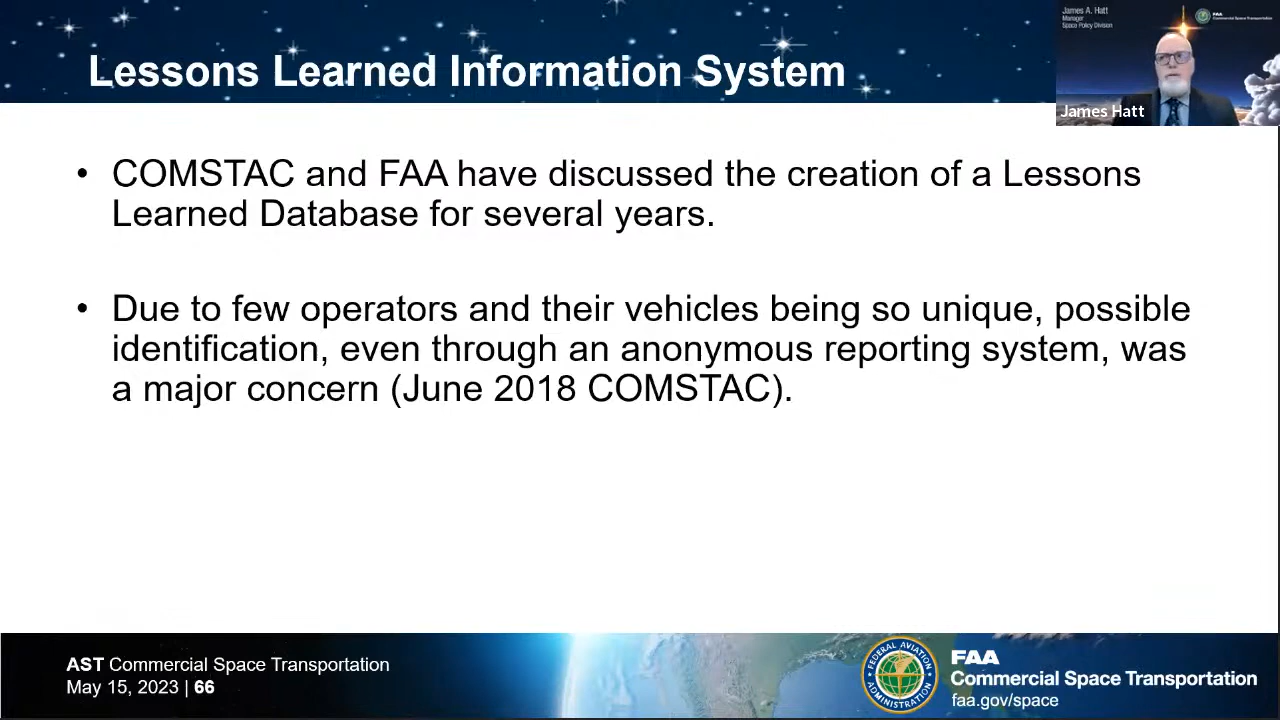 Lessons Learned Information System
James A. Hatt
Manager
Space Policy Division
FAA
Commercial Space Transportation
James Hatt
• COMSTAC and FAA have discussed the creation of a Lessons
Learned Database for several years.
• Due to few operators and their vehicles being so unique, possible
identification, even through an anonymous reporting system, was
a major concern (June 2018 COMSTAC).
AST Commercial Space Transportation
May 15, 2023 | 66
FEDERAL AVIATION
ADMINISTRATION
FAA
Commercial Space Transportation
faa.gov/space